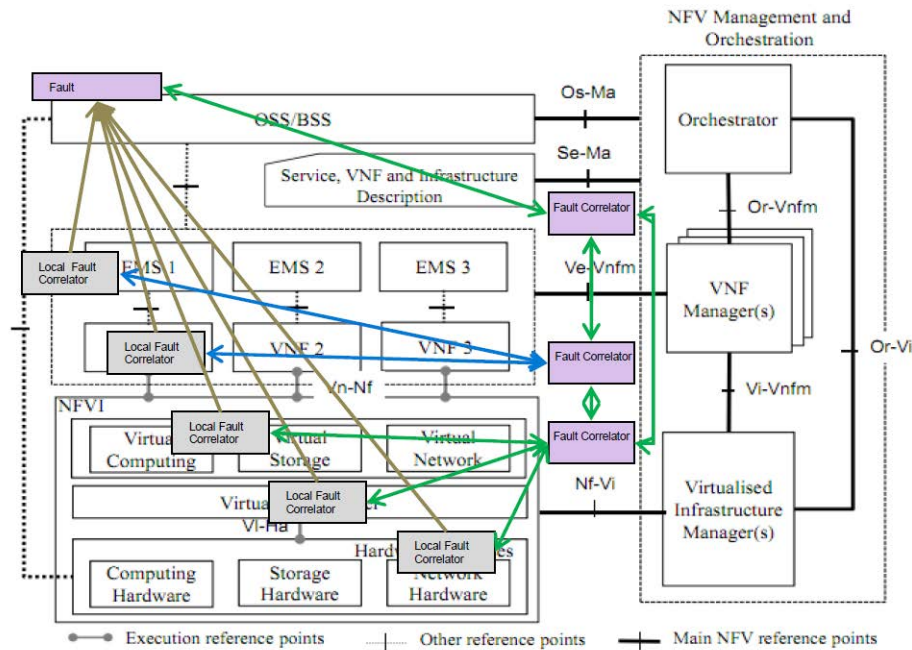 NFV Management and
Orchestration
Fault
OSS/BSS
Os-Ma
Orchestrator
Se-Ma
Service, VNF and Infrastructure
Description
Fault Correlator
Or-Vnfm
Local Fault
Correlator
EMS 1
EMS 2
EMS 3
Ve-Vnfm
VNF
Manager(s)
Or-Vi
Local Fault
Correlator
VNF 2
VNF 3
Fault Correlator
Vn-Nf
Vi-Vnfm
NFVI
Local Fault
Correlator
Virtual
Computing
Virtual
Storage
Virtual
Network
Fault Correlator
Nf-Vi
Virtualised
Infrastructure
Manager(s)
Local Fault
Correlator
Vl-Ha
Local Fault
Correlator
Computing
Hardware
Storage
Hardware
Network
Hardware
Execution reference points
Other reference points
Main NFV reference points